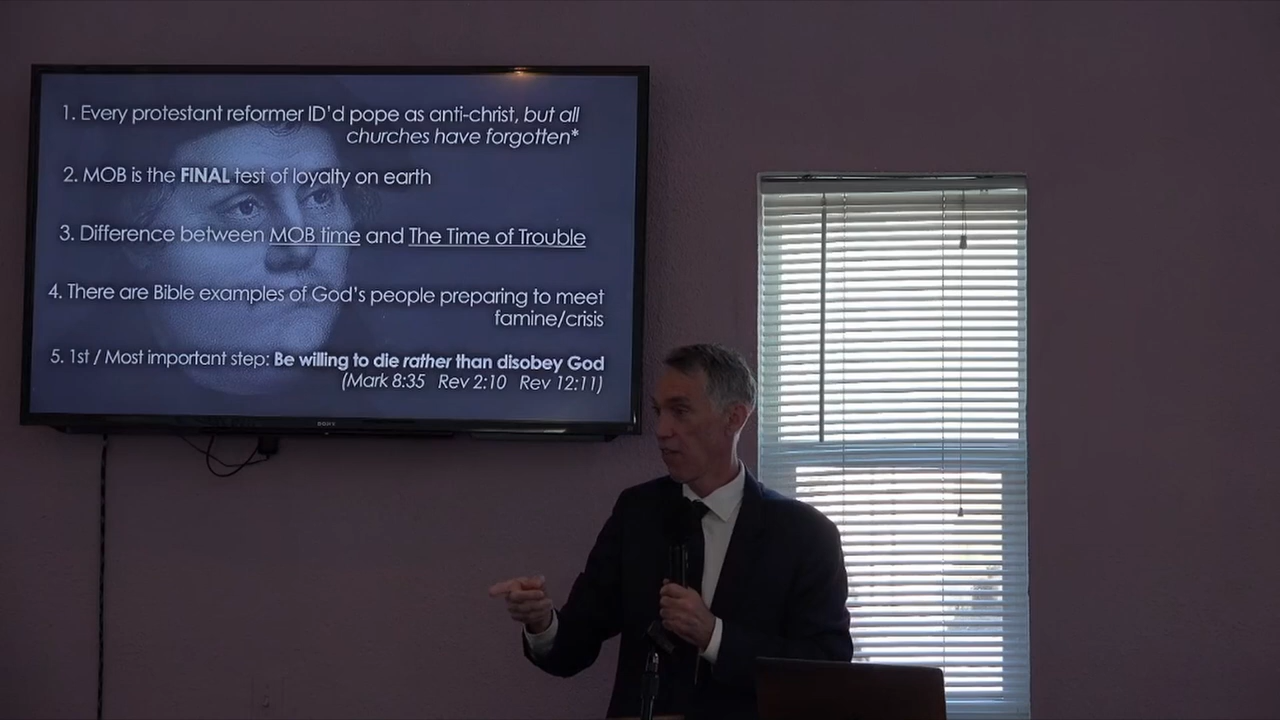 1. Every protestant reformer ID'd pope as anti-christ, but all
churches have forgotten*
2. MOB is the FINAL test of loyalty on earth
3. Difference between MOB time and The Time of Trouble
4. There are Bible examples of God's people preparing to meet
famine/crisis
5. 1st / Most important step: Be willing to die rather than disobey God
(Mark 8:35 Rev 2:10 Rev 12:11)
SONY